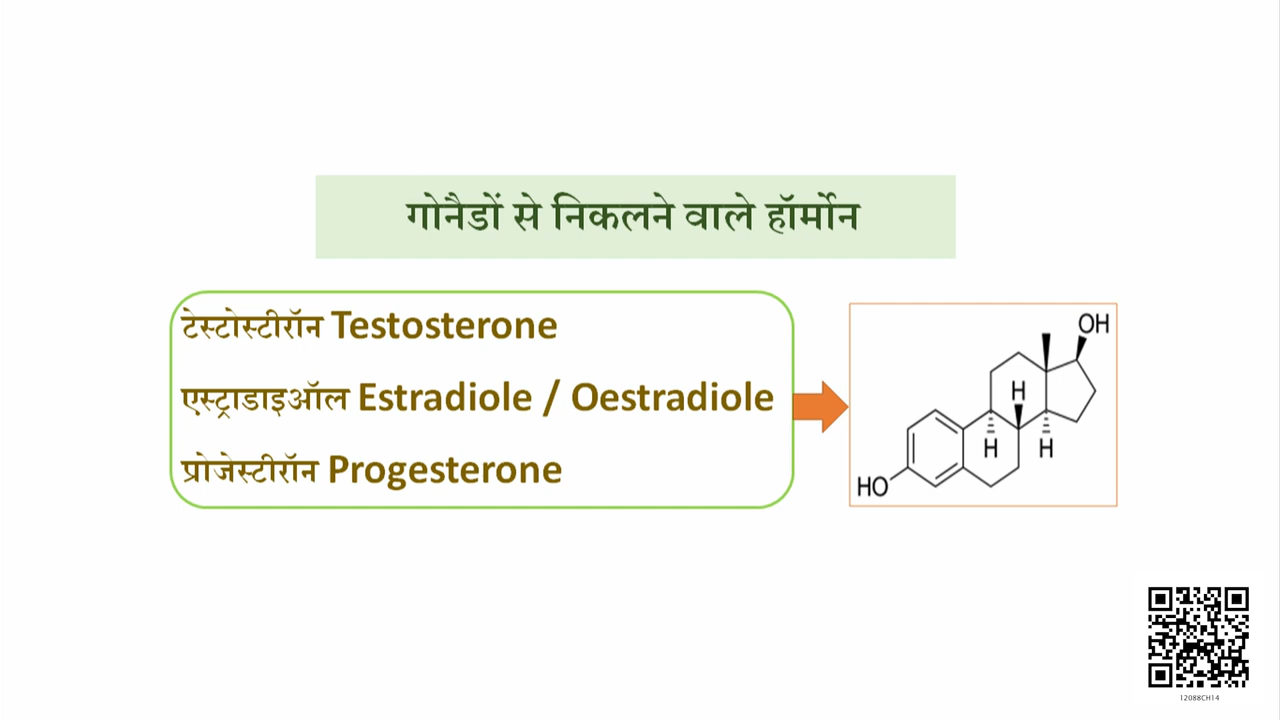 गोनैडों से निकलने वाले हॉर्मोन
टेस्टोस्टीरॉन Testosterone
एस्ट्राडाइऑल Estradiole / Oestradiole
प्रोजेस्टीरॉन Progesterone
OH
H
H
H
HO
12088CH14